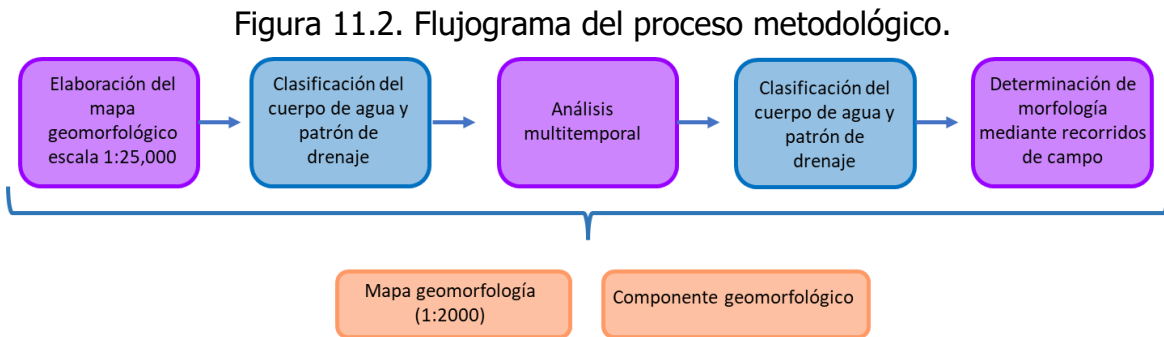 Figura 11.2. Flujograma del proceso metodológico.
Elaboración del
mapa
geomorfológico
escala 1:25,000
Clasificación del
cuerpo de agua y
patrón de
drenaje
Análisis
multitemporal
Clasificación del
cuerpo de agua y
patrón de
drenaje
Determinación de
morfología
mediante recorridos
de campo
Mapa geomorfología
(1:2000)
Componente geomorfológico